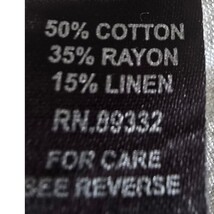 50% COTTON
35% RAYON
15% LINEN
RN.89332
FOR CARE
SEE REVERSE